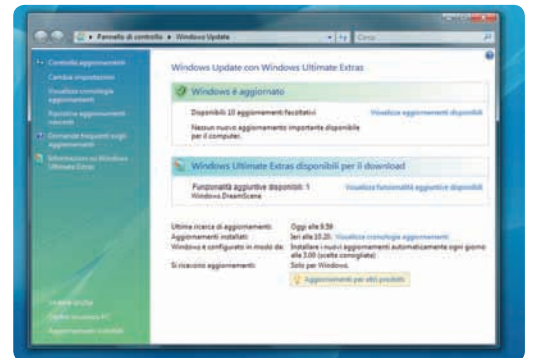 Pannello di controllo ▸ Windows Update
Cerca
Controlla aggiornamenti
Cambia impostazioni
Visualizza cronologia
aggiornamenti
Ripristina aggiornamenti
nascosti
Domande frequenti sugli
aggiornamenti
Informazioni su Windows
Ultimate Extras
Windows Update con Windows Ultimate Extras
Windows è aggiornato
Disponibili 10 aggiornamenti facoltativi
Visualizza aggiornamenti disponibili
Nessun nuovo aggiornamento importante disponibile
per il computer.
Windows Ultimate Extras disponibili per il download
Funzionalità aggiuntive disponibili: 1
Visualizza funzionalità aggiuntive disponibili
Windows DreamScene
Ultima ricerca di aggiornamenti: Oggi alle 9.59
Aggiornamenti installati: Ieri alle 10.20. Visualizza cronologia aggiornamenti
Windows è configurato in modo da: Installare i nuovi aggiornamenti automaticamente ogni giorno
alle 3.00 (scelta consigliata)
Si ricevono aggiornamenti: Solo per Windows.
Aggiornamenti per altri prodotti
Vedere anche
Centro sicurezza PC
Aggiornamenti installati